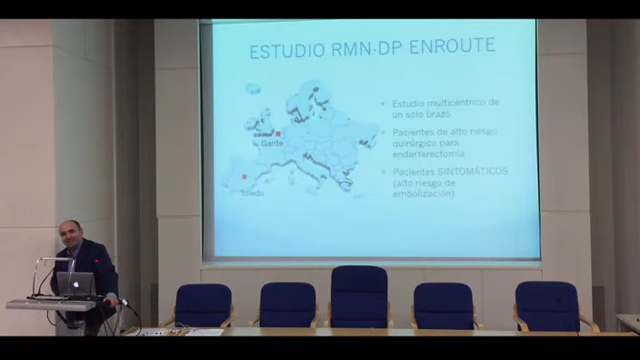 ESTUDIO RMN-DP ENROUTE
Estudio multicéntrico de
un solo brazo
Gante
Pacientes de alto riesgo
quirúrgico para
endarterectomía
Pacientes SINTOMÁTICOS
(alto riesgo de
embolización)
Toledo